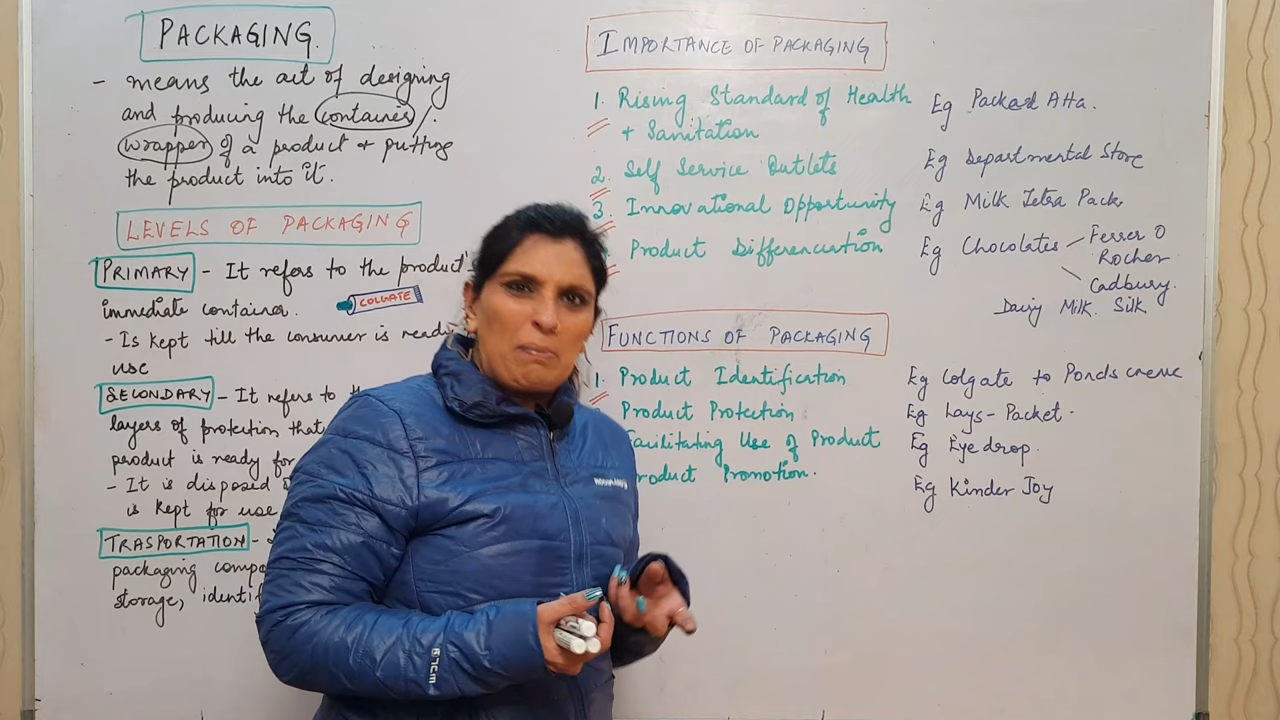 PACKAGING.
- means the act of designing
and producing the container /.
wrapper of a product & putting
the product into it.
LEVELS OF PACKAGING
PRIMARY - It refers to the product's
immediate container.
COLGATE
- Is kept till the consumer is ready
use
SECONDARY - It refers to
layers of protection that
product is ready for
- It is disposed
is kept for use
TRASPORTATION -
packaging
storage,
IMPORTANCE OF PACKAGING
1. Rising Standard of Health
& Sanitation
Eg Packed Atta.
2. Self Service Outlets
Eg Departmental Store
3. Innovational Opportunity
Eg Milk Tetra Pack
Product Differenciation
Eg Chocolates
Ferrer O
Rocher
Cadbury.
Dairy Milk Silk
FUNCTIONS OF PACKAGING
1. Product Identification
Eg Colgate to Ponds creme
Product Protection
Eg Lays - Packet.
Facilitating Use of Product
Eg Eye drop.
Product Promotion.
Eg Kinder Joy